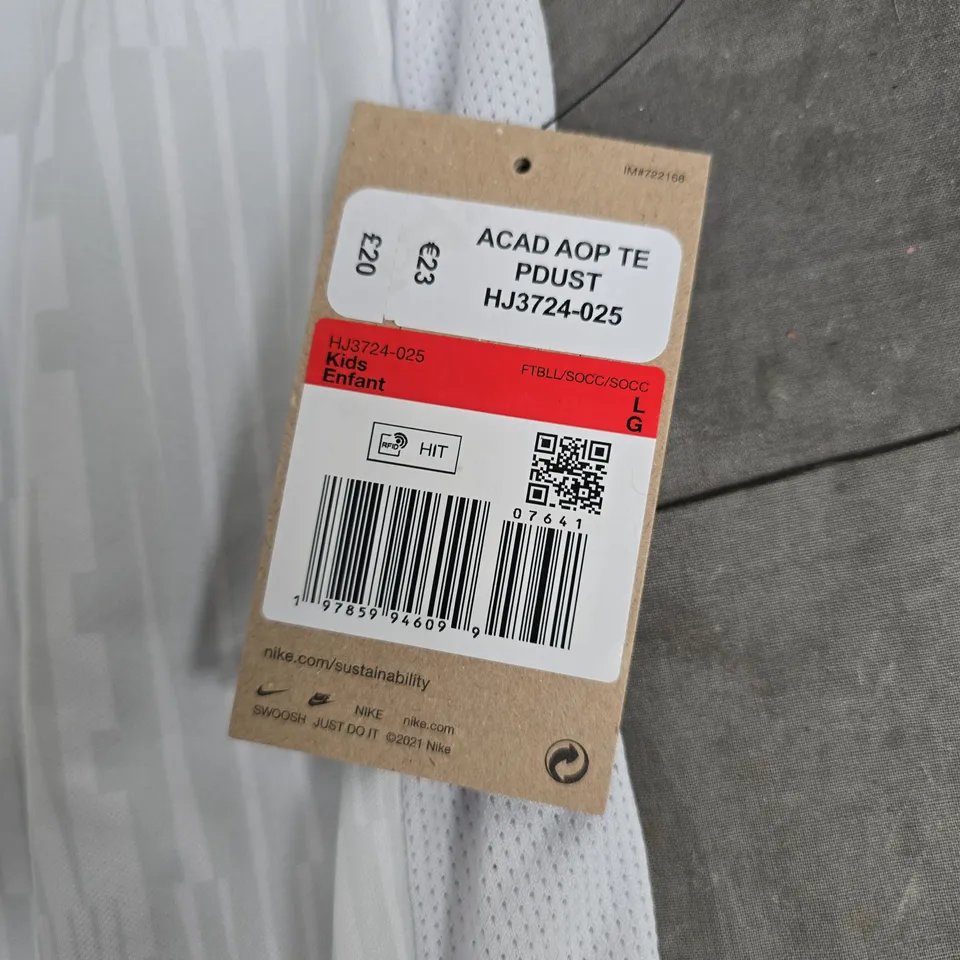 IM#722168
ACAD AOP TE
PDUST
HJ3724-025
€23
£20
HJ3724-025
Kids
Enfant
FTBLL/SOCC/SOCC
L
G
RFID
HIT
07641
1 97859 94609 9
nike.com/sustainability
NIKE nike.com
SWOOSH JUST DO IT ©2021 Nike